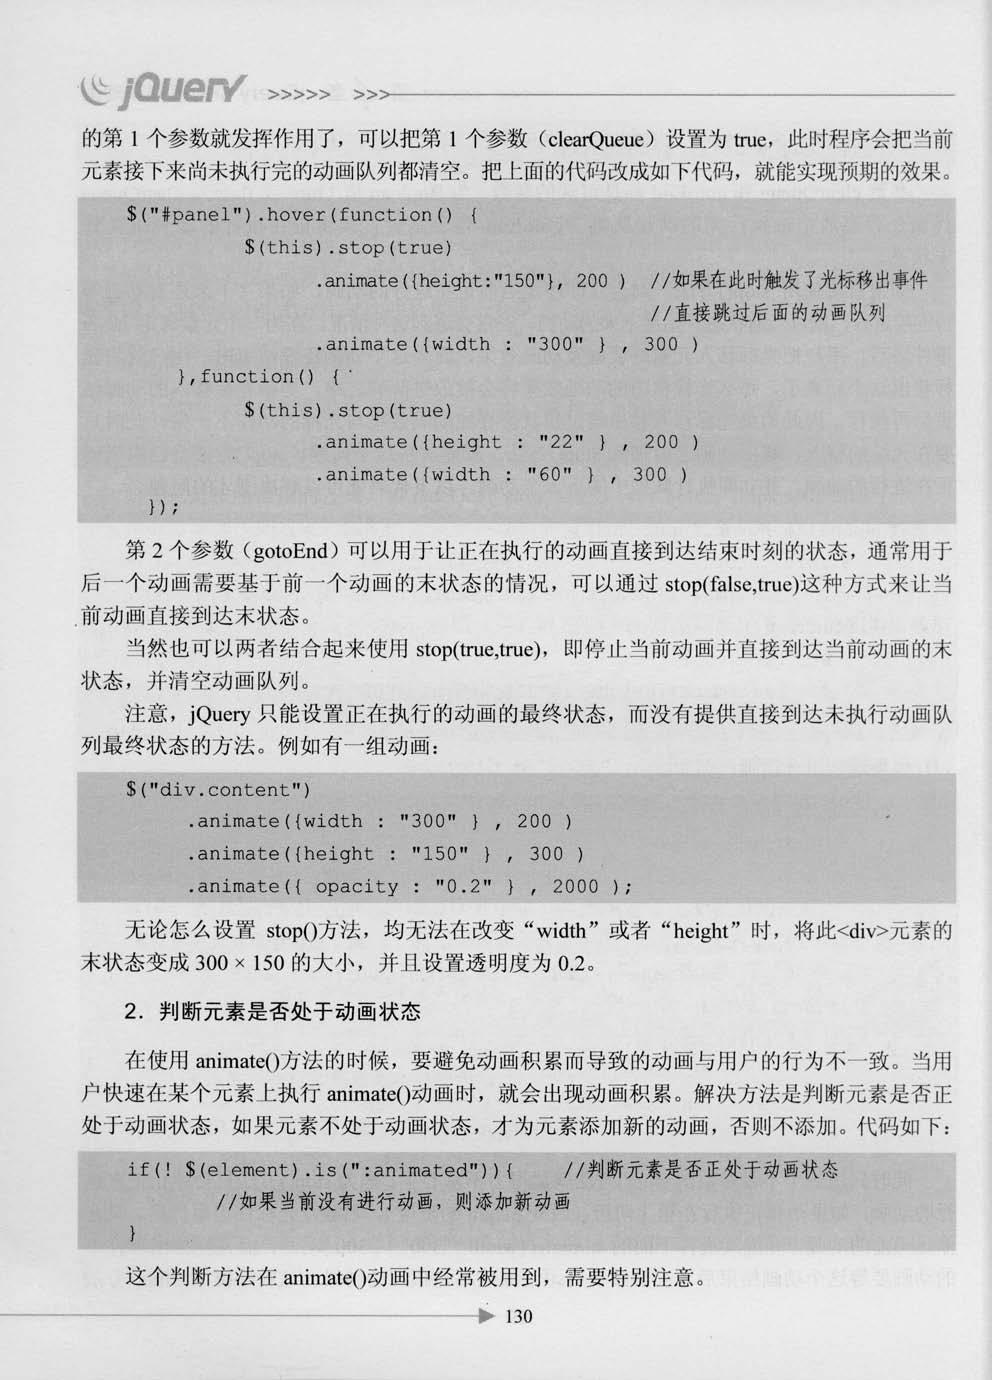 jQuery >>>>> >>>
的第 1 个参数就发挥作用了，可以把第 1 个参数（clearQueue）设置为 true，此时程序会把当前
元素接下来尚未执行完的动画队列都清空。把上面的代码改成如下代码，就能实现预期的效果。
$("#panel").hover(function() {
$(this).stop(true)
.animate({height:"150"}, 200 ) //如果在此时触发了光标移出事件
//直接跳过后面的动画队列
.animate({width : "300" } , 300 )
},function() {
$(this).stop(true)
.animate({height : "22" } , 200 )
.animate({width : "60" } , 300 )
});
第 2 个参数（gotoEnd）可以用于让正在执行的动画直接到达结束时刻的状态，通常用于
后一个动画需要基于前一个动画的末状态的情况，可以通过 stop(false,true)这种方式来让当
前动画直接到达末状态。
当然也可以两者结合起来使用 stop(true,true)，即停止当前动画并直接到达当前动画的末
状态，并清空动画队列。
注意，jQuery 只能设置正在执行的动画的最终状态，而没有提供直接到达未执行动画队
列最终状态的方法。例如有一组动画：
$("div.content")
.animate({width : "300" } , 200 )
.animate({height : "150" } , 300 )
.animate({ opacity : "0.2" } , 2000 );
无论怎么设置 stop()方法，均无法在改变“width”或者“height”时，将此<div>元素的
末状态变成 300 × 150 的大小，并且设置透明度为 0.2。
2．判断元素是否处于动画状态
在使用 animate()方法的时候，要避免动画积累而导致的动画与用户的行为不一致。当用
户快速在某个元素上执行 animate()动画时，就会出现动画积累。解决方法是判断元素是否正
处于动画状态，如果元素不处于动画状态，才为元素添加新的动画，否则不添加。代码如下：
if(! $(element).is(":animated")){ //判断元素是否正处于动画状态
//如果当前没有进行动画，则添加新动画
}
这个判断方法在 animate()动画中经常被用到，需要特别注意。
130